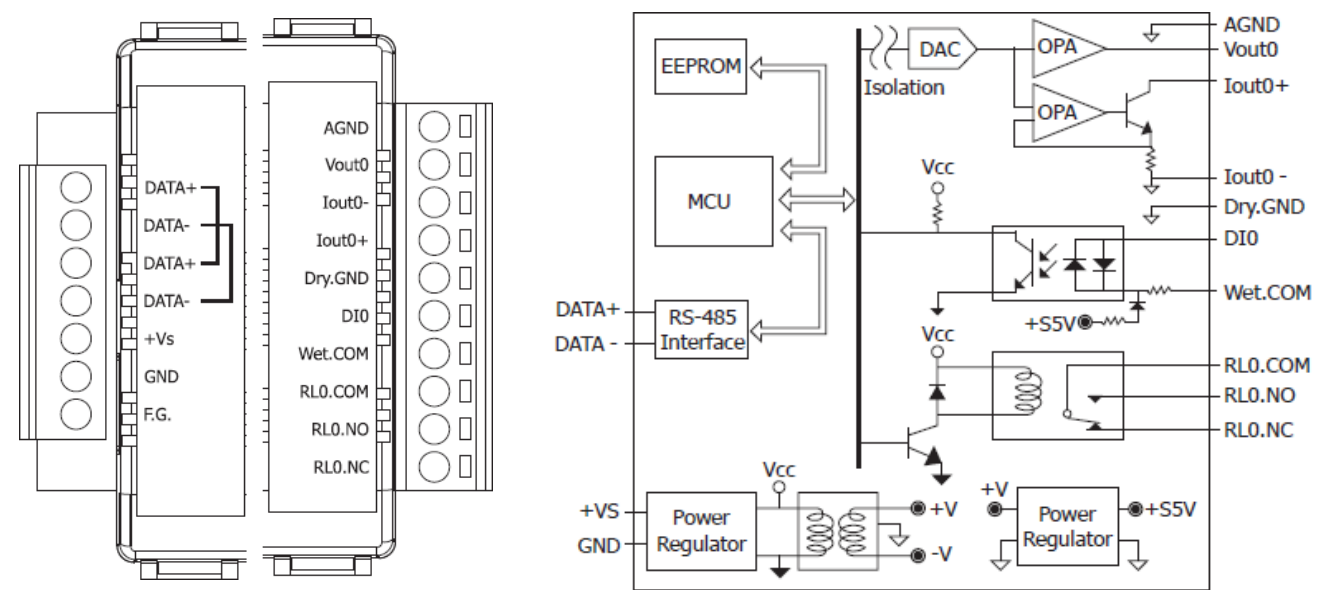 DATA+
DATA-
DATA+
DATA-
+Vs
GND
F.G.
AGND
Vout0
Iout0-
Iout0+
Dry.GND
DI0
Wet.COM
RL0.COM
RL0.NO
RL0.NC
EEPROM
MCU
DATA+
DATA -
RS-485
Interface
Isolation
DAC
OPA
OPA
AGND
Vout0
Iout0+
Iout0 -
Dry.GND
DI0
Wet.COM
Vcc
+S5V
Vcc
RL0.COM
RL0.NO
RL0.NC
+VS
GND
Power
Regulator
Vcc
+V
-V
+V
Power
Regulator
+S5V